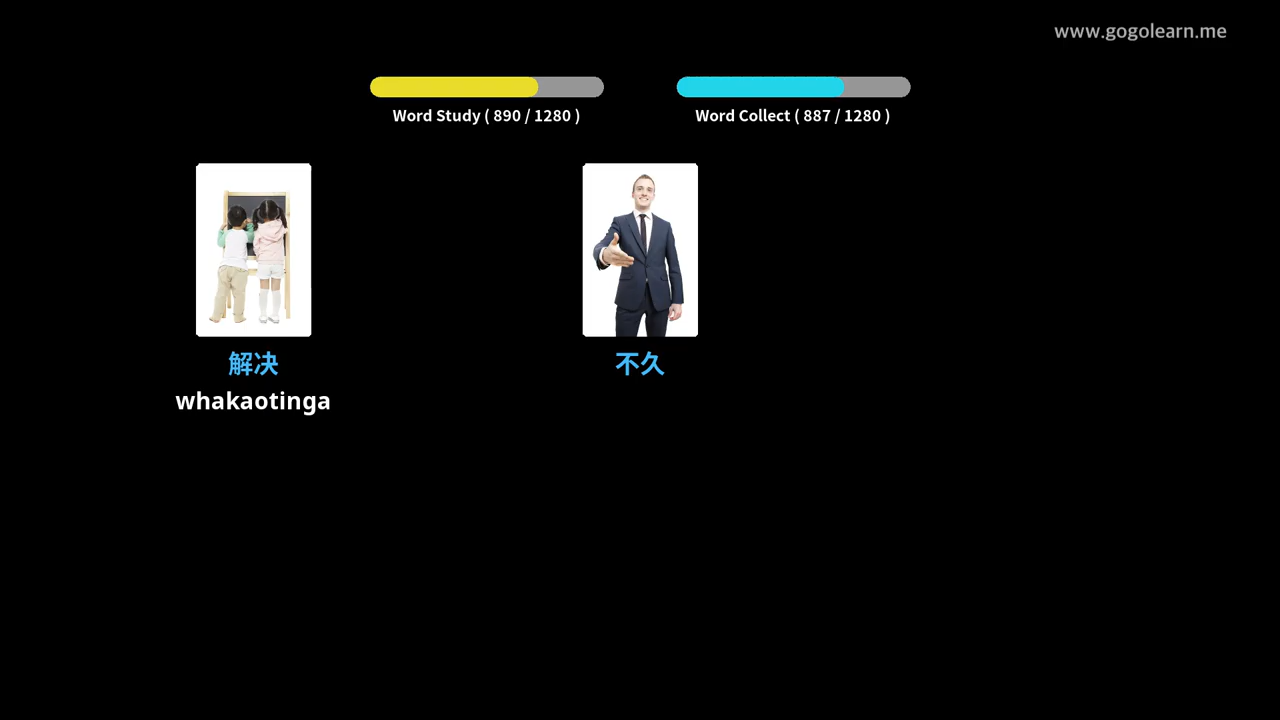 www.gogolearn.me
Word Study ( 890 / 1280 )
Word Collect ( 887 / 1280 )
解决
不久
whakaotinga